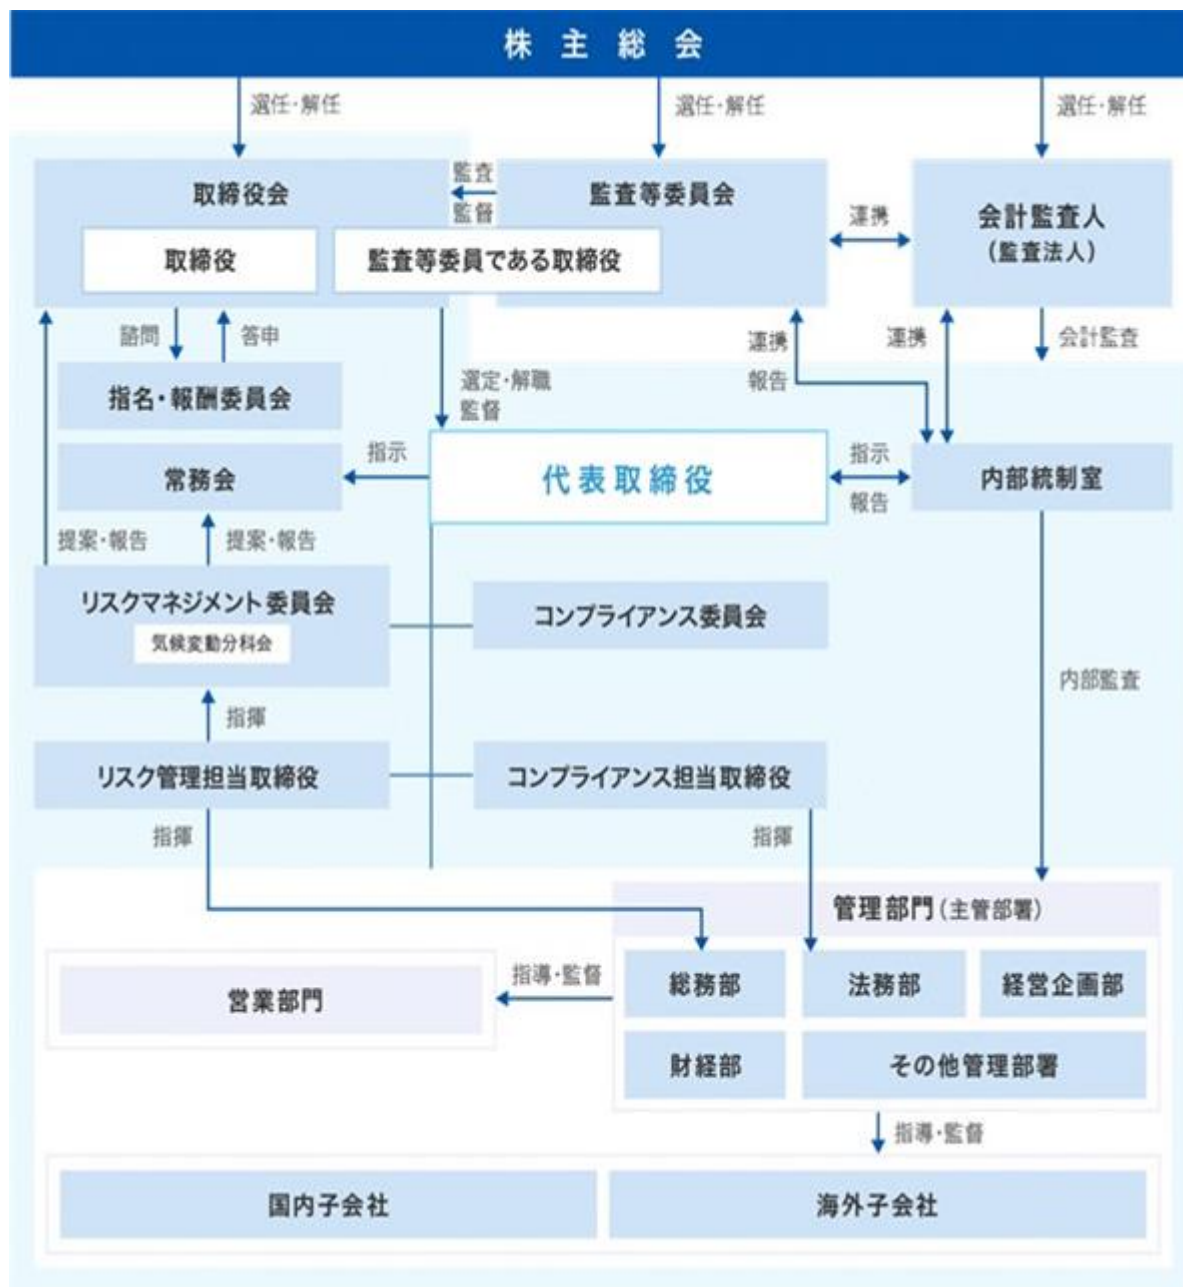 株主総会
選任・解任
選任・解任
選任・解任
取締役会
監査
監督
監査等委員会
連携
会計監査人
(監査法人)
取締役
監査等委員である取締役
諮問
答申
連携
報告
連携
会計監査
指名・報酬委員会
選定・解職
監督
常務会
指示
代表取締役
指示
報告
内部統制室
提案・報告
提案・報告
リスクマネジメント委員会
気候変動分科会
コンプライアンス委員会
内部監査
指揮
リスク管理担当取締役
コンプライアンス担当取締役
指揮
指揮
管理部門(主管部署)
営業部門
指導・監督
総務部
法務部
経営企画部
財経部
その他管理部署
指導・監督
国内子会社
海外子会社